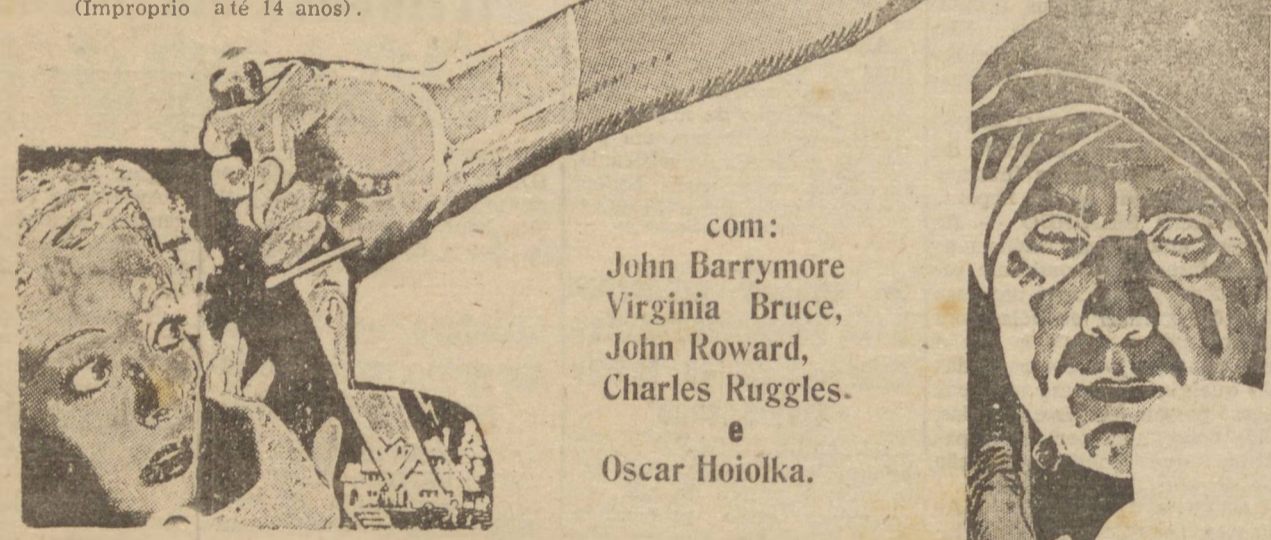 (Improprio até 14 anos).
com:
John Barrymore
Virginia Bruce,
John Roward,
Charles Ruggles.
e
Oscar Hoiolka.